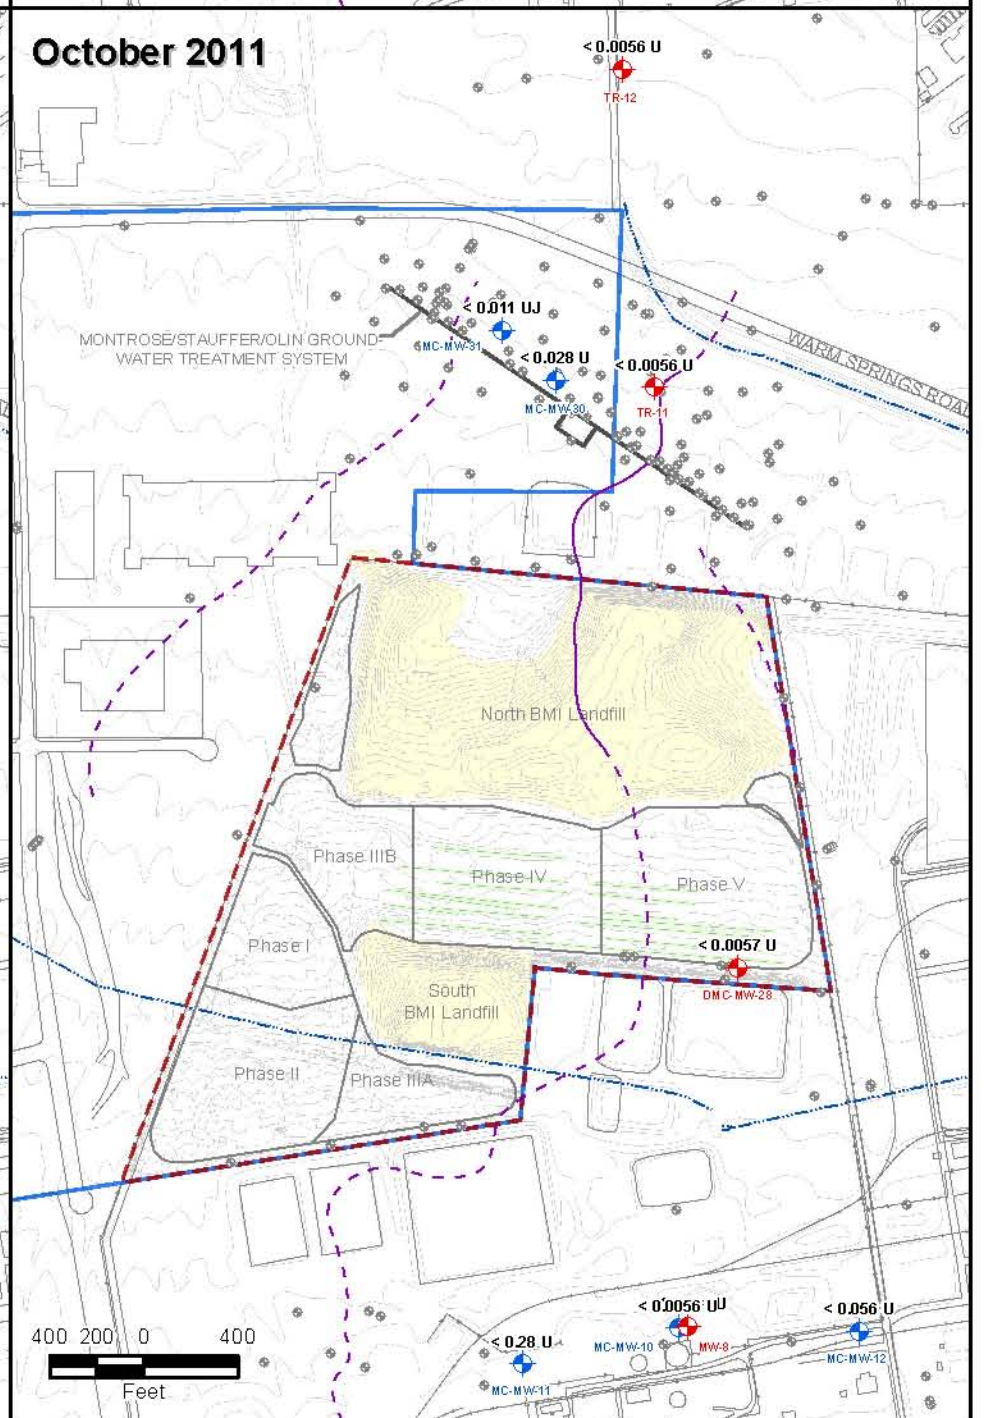 October 2011
< 0.0056 U
TR-12
< 0.011 UJ
MONTROSE/STAUFFER/OLIN GROUND-
WATER TREATMENT SYSTEM
MC-MW-31
< 0.028 U
MC-MW-30
< 0.0056 U
TR-11
WARM SPRINGS ROAD
North BMI Landfill
Phase IIIB
Phase IV
Phase V
Phase I
< 0.0057 U
DMC-MW-28
South
BMI Landfill
Phase II
Phase IIIA
400 200 0 400
Feet
< 0.28 U
MC-MW-11
< 0.0056 U
MC-MW-10
MW-8
< 0.056 U
MC-MW-12